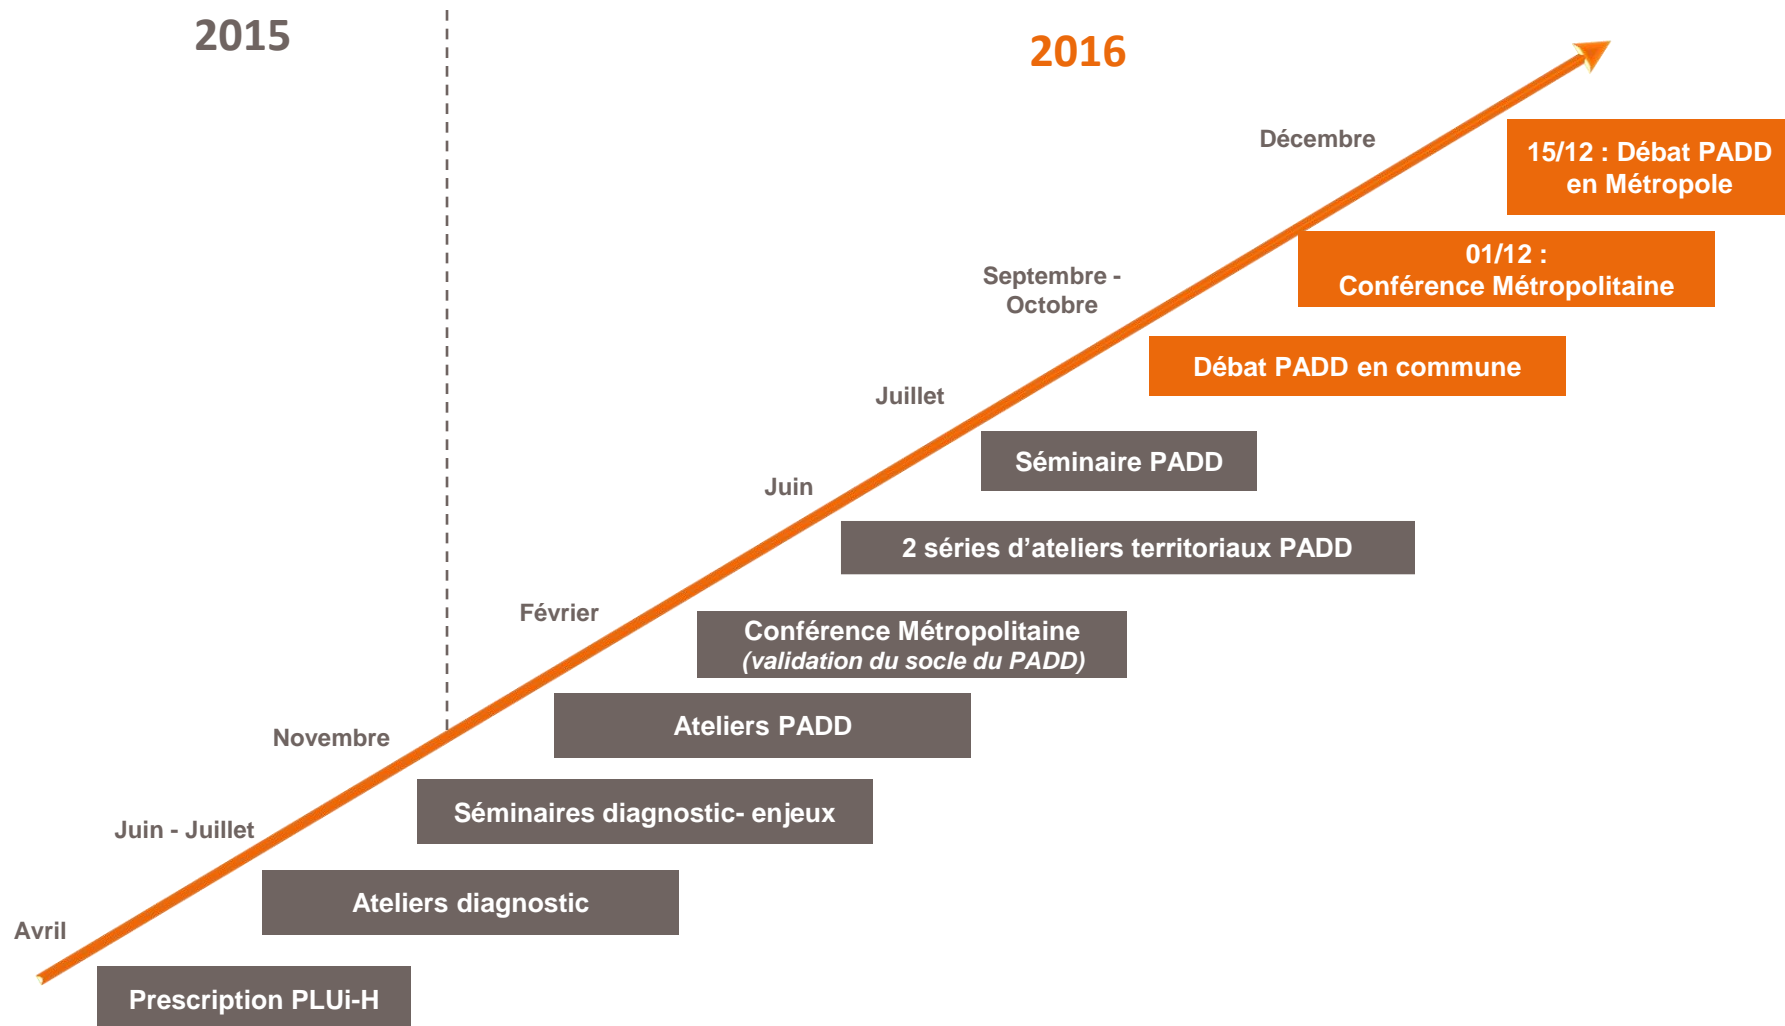 2015
2016
Décembre
15/12 : Débat PADD
en Métropole
01/12 :
Conférence Métropolitaine
Septembre -
Octobre
Débat PADD en commune
Juillet
Séminaire PADD
Juin
2 séries d’ateliers territoriaux PADD
Février
Conférence Métropolitaine
(validation du socle du PADD)
Ateliers PADD
Novembre
Séminaires diagnostic- enjeux
Juin - Juillet
Ateliers diagnostic
Avril
Prescription PLUi-H